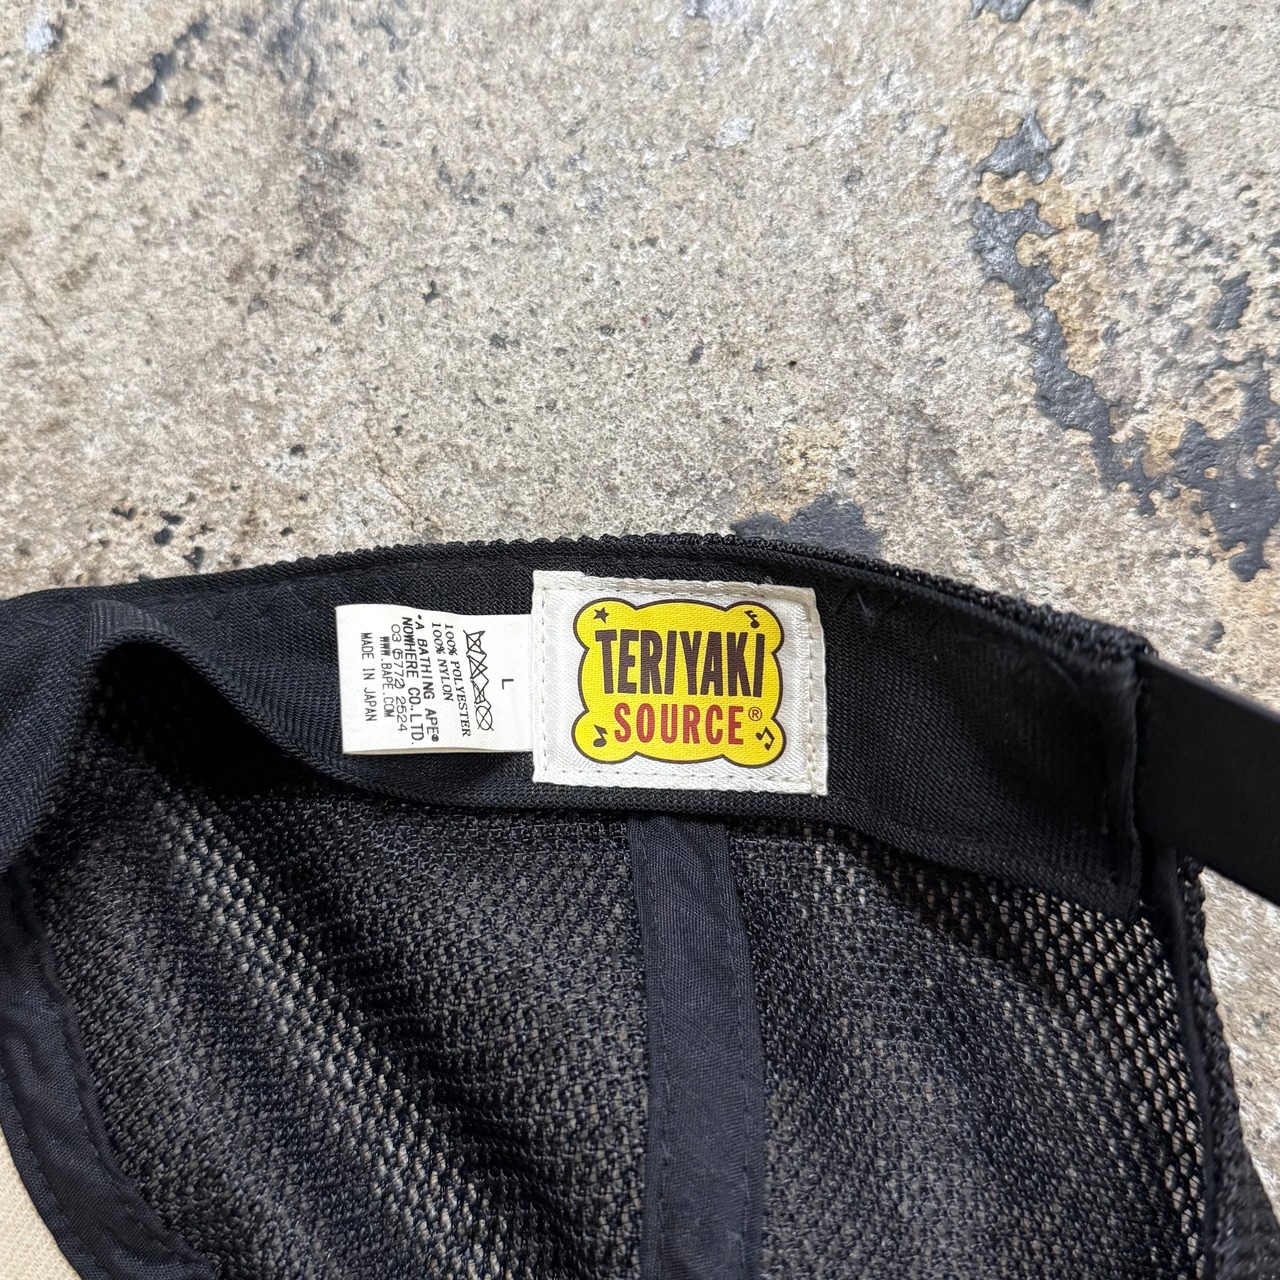 L
100% POLYESTER
100% NYLON
•A BATHING APE®
NOWHERE CO.,LTD.
03(5772)2524
WWW.BAPE.COM
MADE IN JAPAN
TERIYAKI
SOURCE®